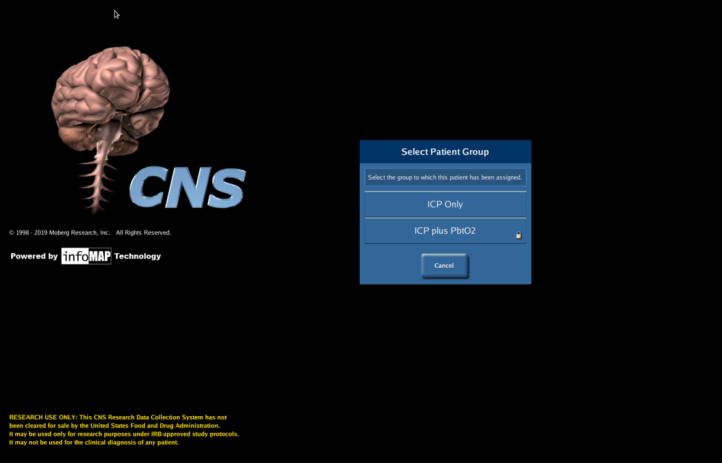 CNS
© 1998 - 2019 Moberg Research, Inc. All Rights Reserved.
Powered by infoMAP Technology
Select Patient Group
Select the group to which this patient has been assigned.
ICP Only
ICP plus PbtO2
Cancel
RESEARCH USE ONLY: This CNS Research Data Collection System has not
been cleared for sale by the United States Food and Drug Administration.
It may be used only for research purposes under IRB-approved study protocols.
It may not be used for the clinical diagnosis of any patient.